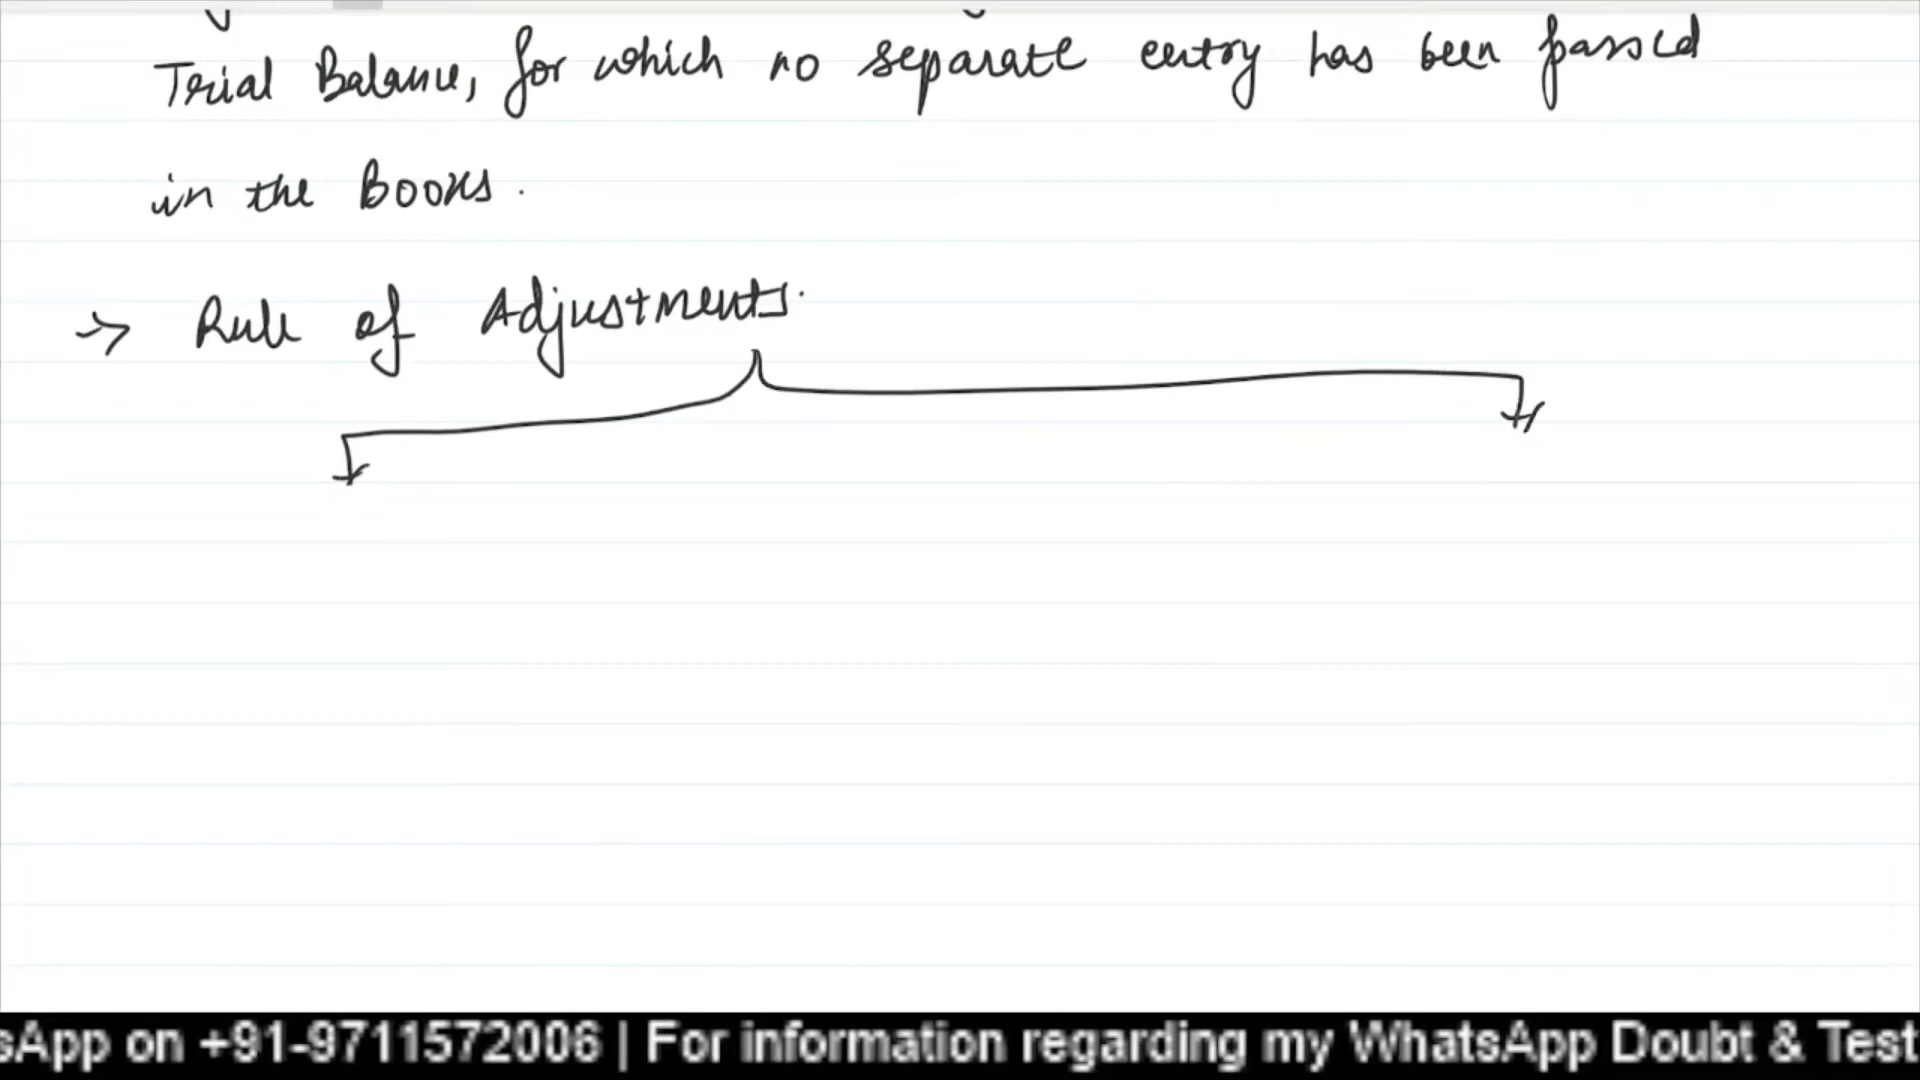 Trial Balance, for which no separate entry has been passed
in the Books.
→ Rule of Adjustments.
sApp on +91-9711572006 | For information regarding my WhatsApp Doubt & Test